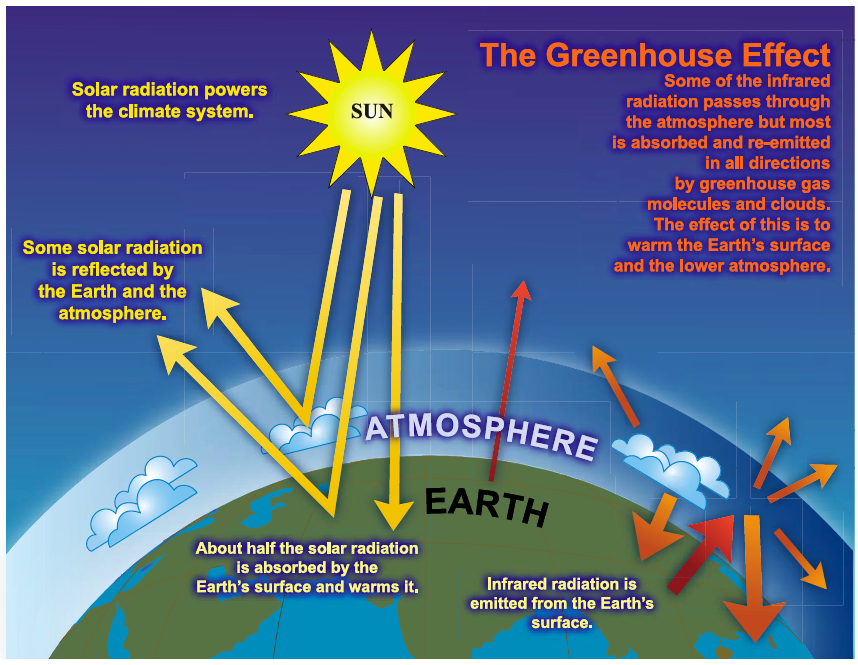 The Greenhouse Effect
Some of the infrared
radiation passes through
the atmosphere but most
is absorbed and re-emitted
in all directions
by greenhouse gas
molecules and clouds.
The effect of this is to
warm the Earth's surface
and the lower atmosphere.
Solar radiation powers
the climate system.
SUN
Some solar radiation
is reflected by
the Earth and the
atmosphere.
ATMOSPHERE
EARTH
About half the solar radiation
is absorbed by the
Earth's surface and warms it.
Infrared radiation is
emitted from the Earth's
surface.